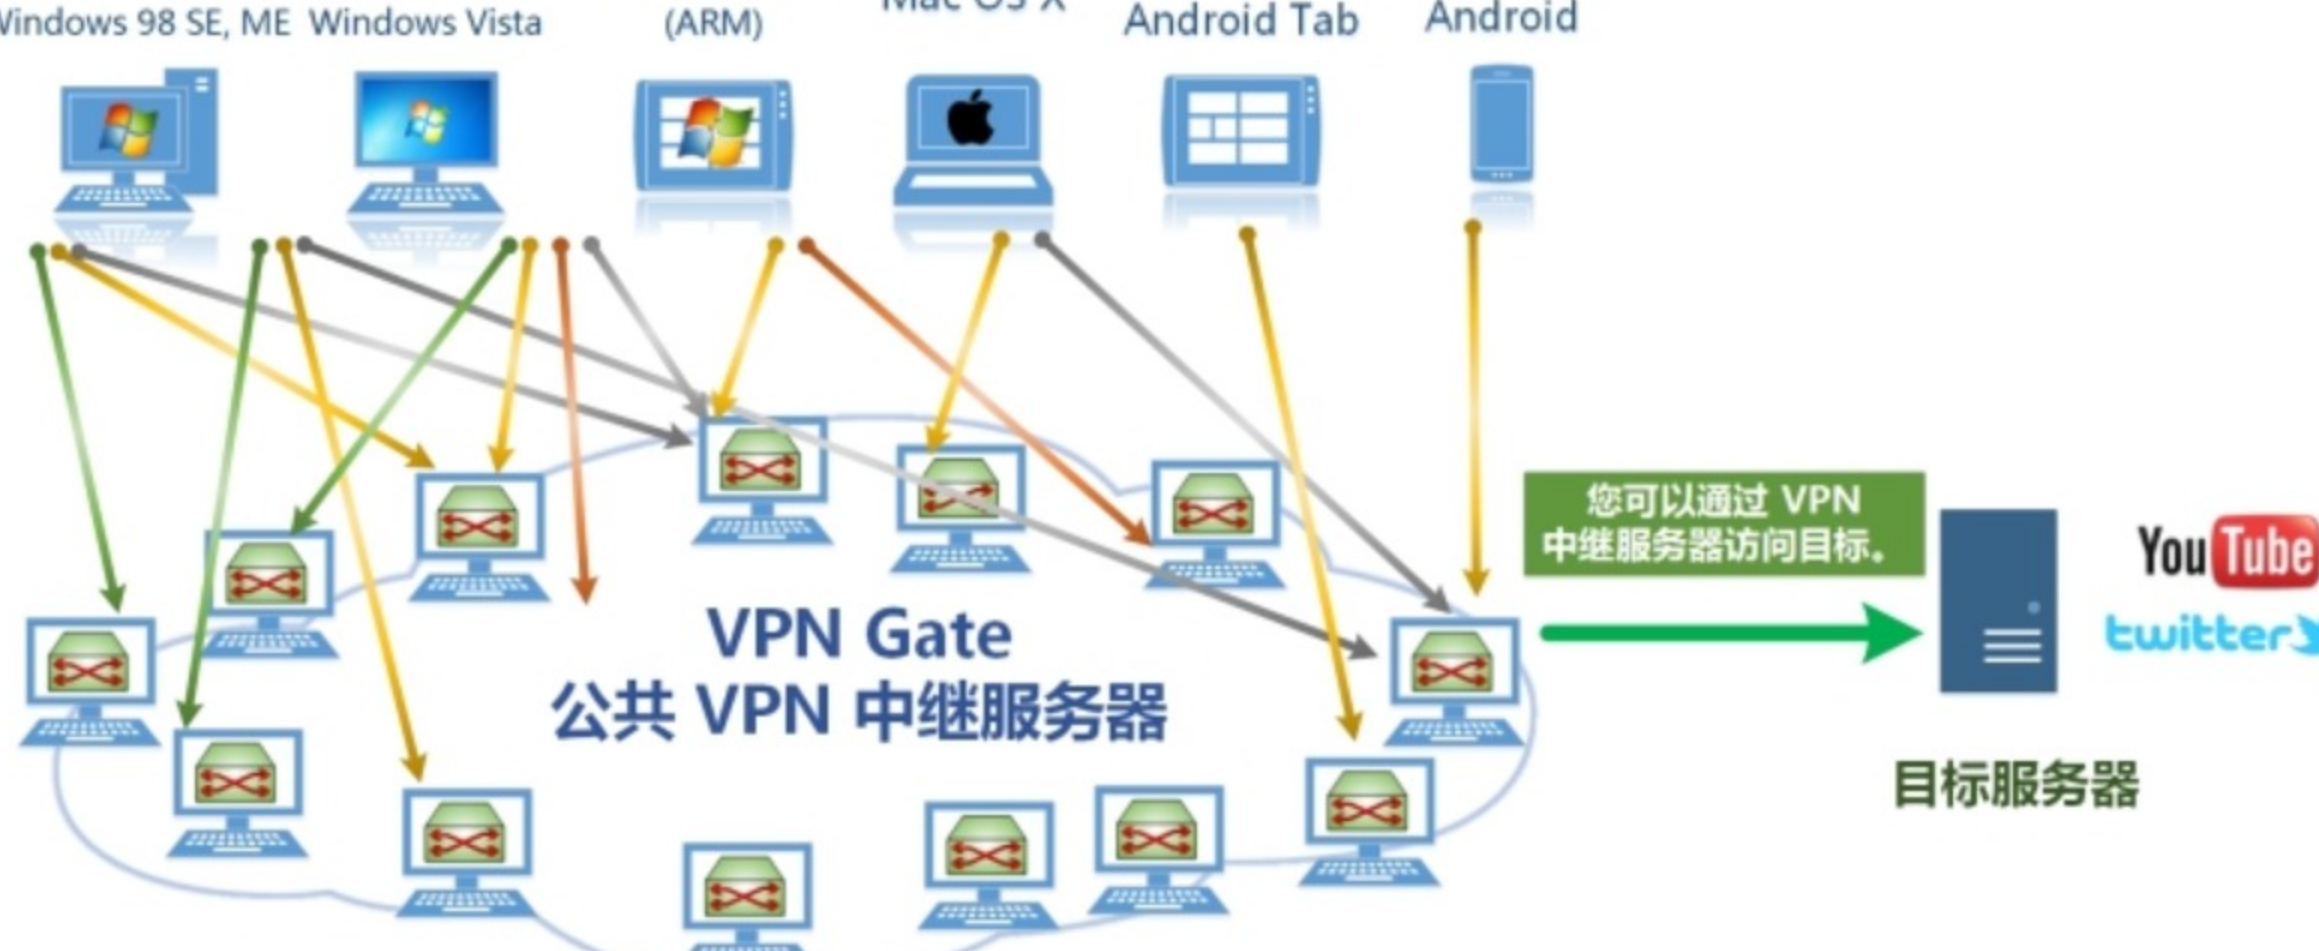 Windows 98 SE, ME
Windows Vista
(ARM)
Mac OS X
Android Tab
Android
您可以通过 VPN
中继服务器访问目标。
YouTube
twitter
VPN Gate
公共 VPN 中继服务器
目标服务器